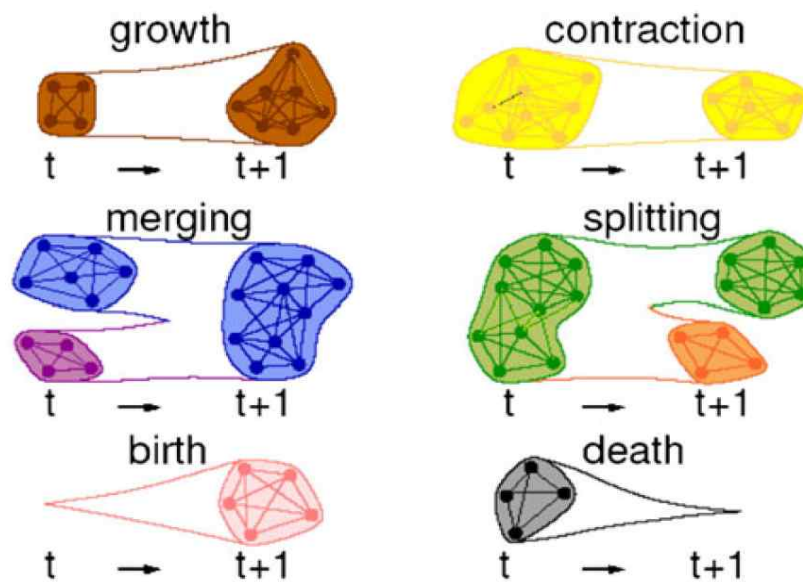 growth contraction
t → t+1 t → t+1
merging splitting
t → t+1 t → t+1
birth death
t → t+1 t → t+1